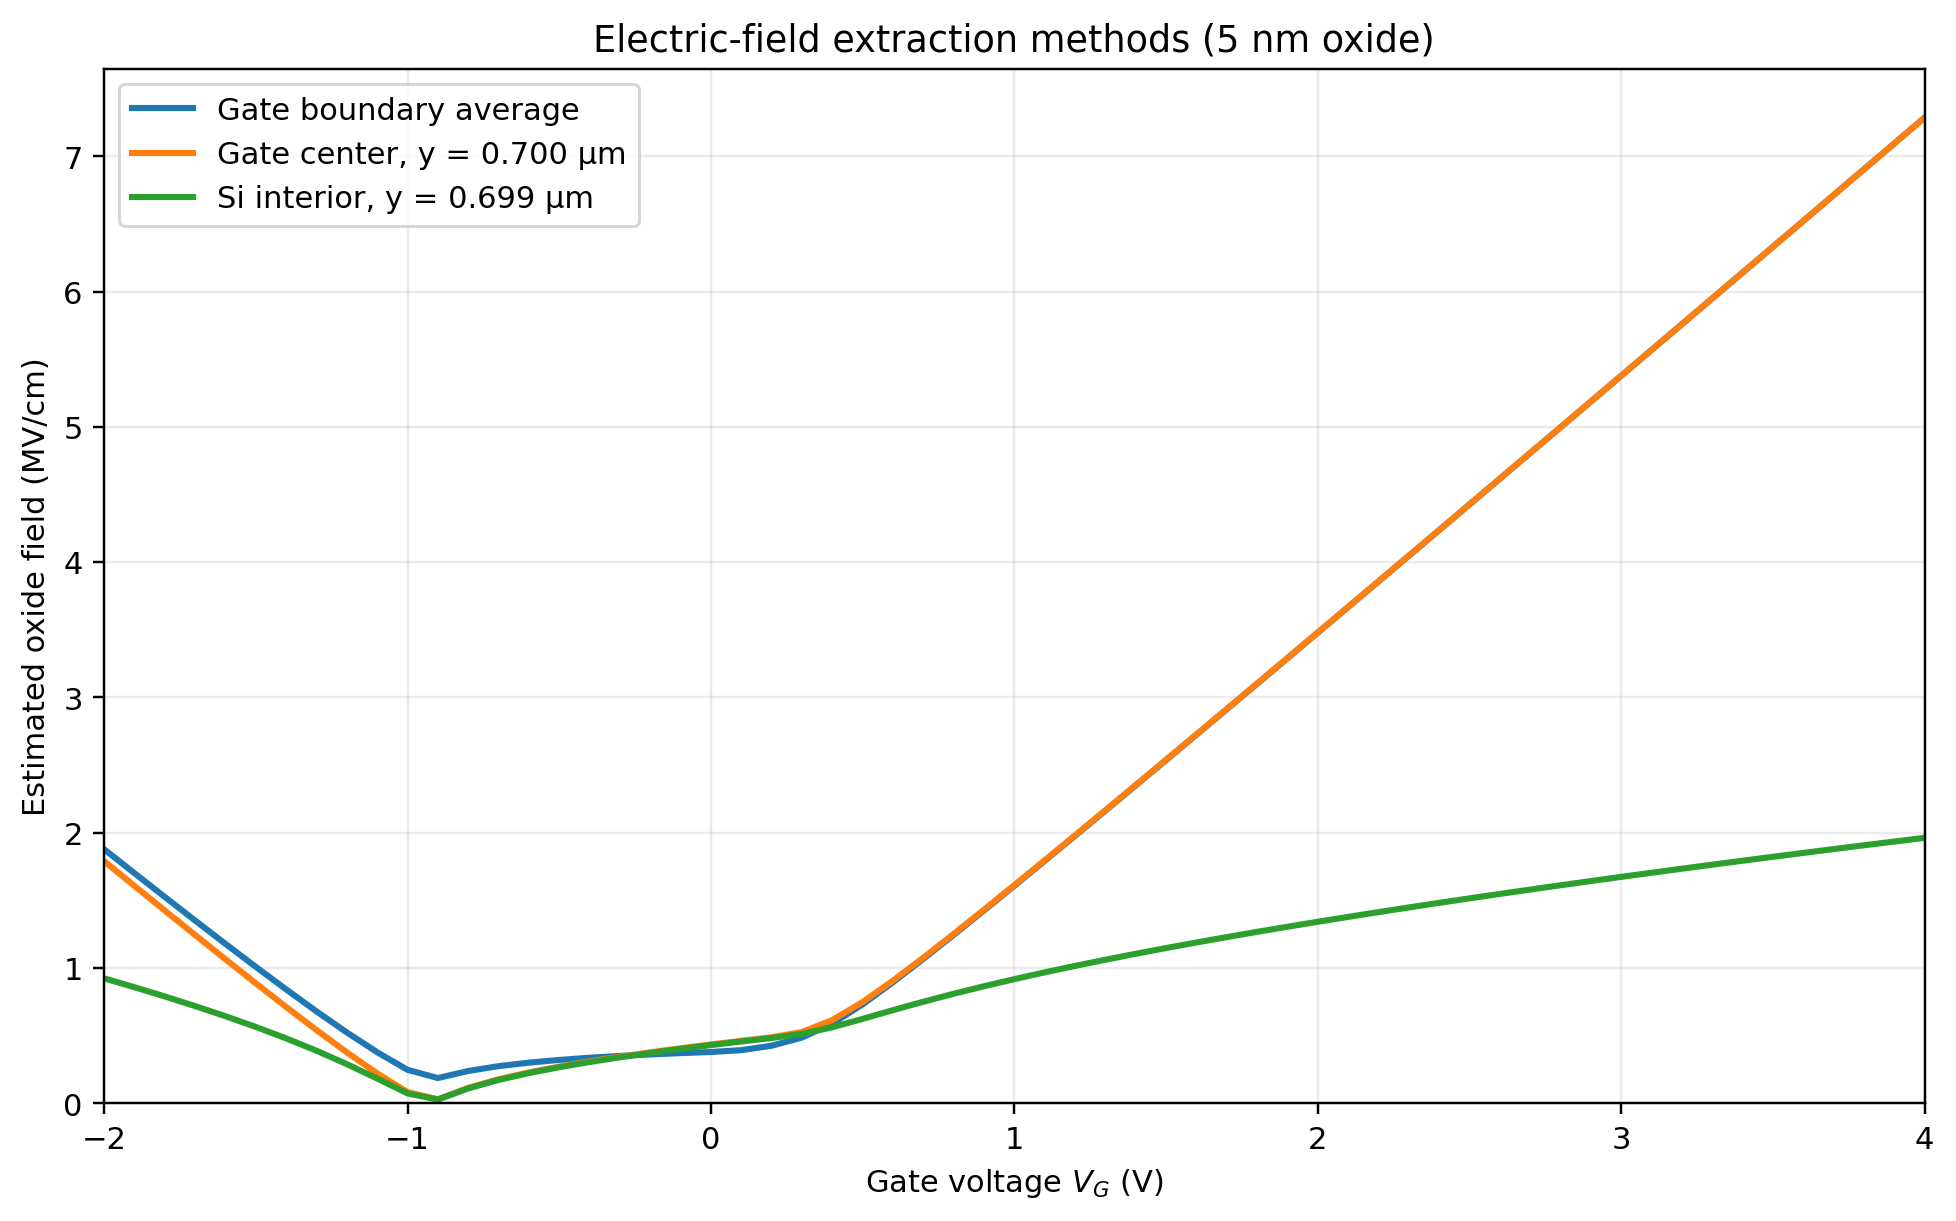 Electric-field extraction methods (5 nm oxide)
Gate boundary average
Gate center, y = 0.700 µm
Si interior, y = 0.699 µm
Estimated oxide field (MV/cm)
7
6
5
4
3
2
1
0
−2
−1
0
1
2
3
4
Gate voltage V_G (V)